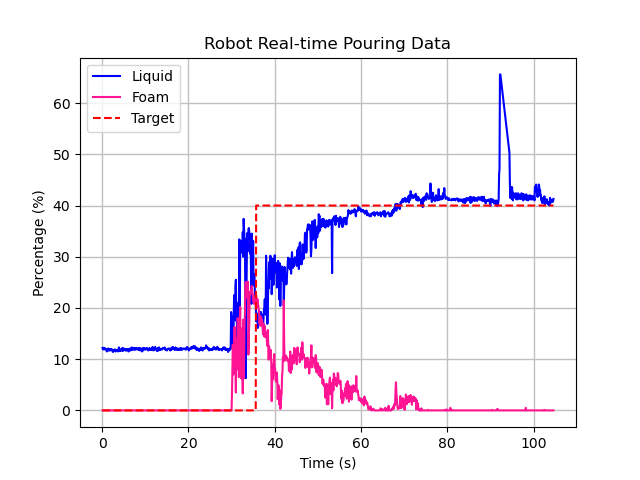 Robot Real-time Pouring Data
Liquid
Foam
Target
Percentage (%)
60
50
40
30
20
10
0
0 20 40 60 80 100
Time (s)